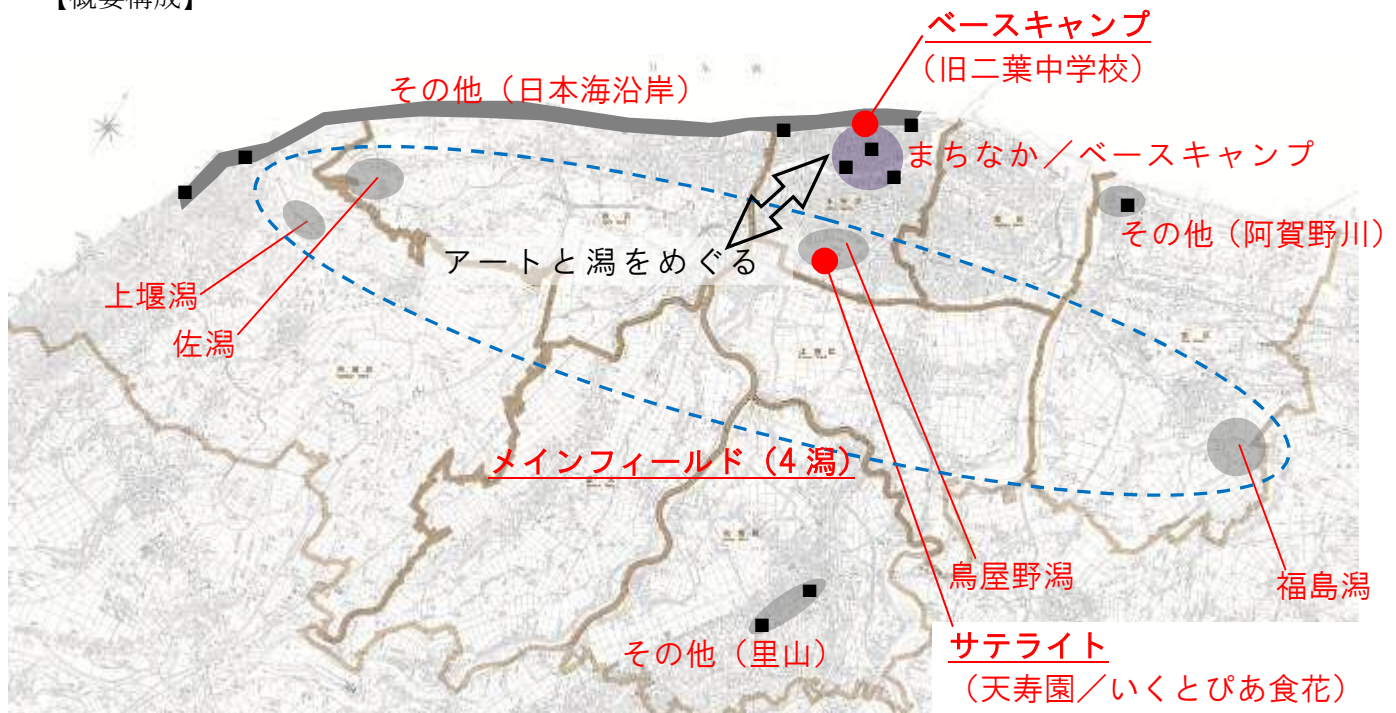 【概要構成】
ベースキャンプ
（旧二葉中学校）
その他（日本海沿岸）
まちなか／ベースキャンプ
その他（阿賀野川）
アートと潟をめぐる
上堰潟
佐潟
メインフィールド（4 潟）
鳥屋野潟
福島潟
その他（里山）
サテライト
（天寿園／いくとぴあ食花）